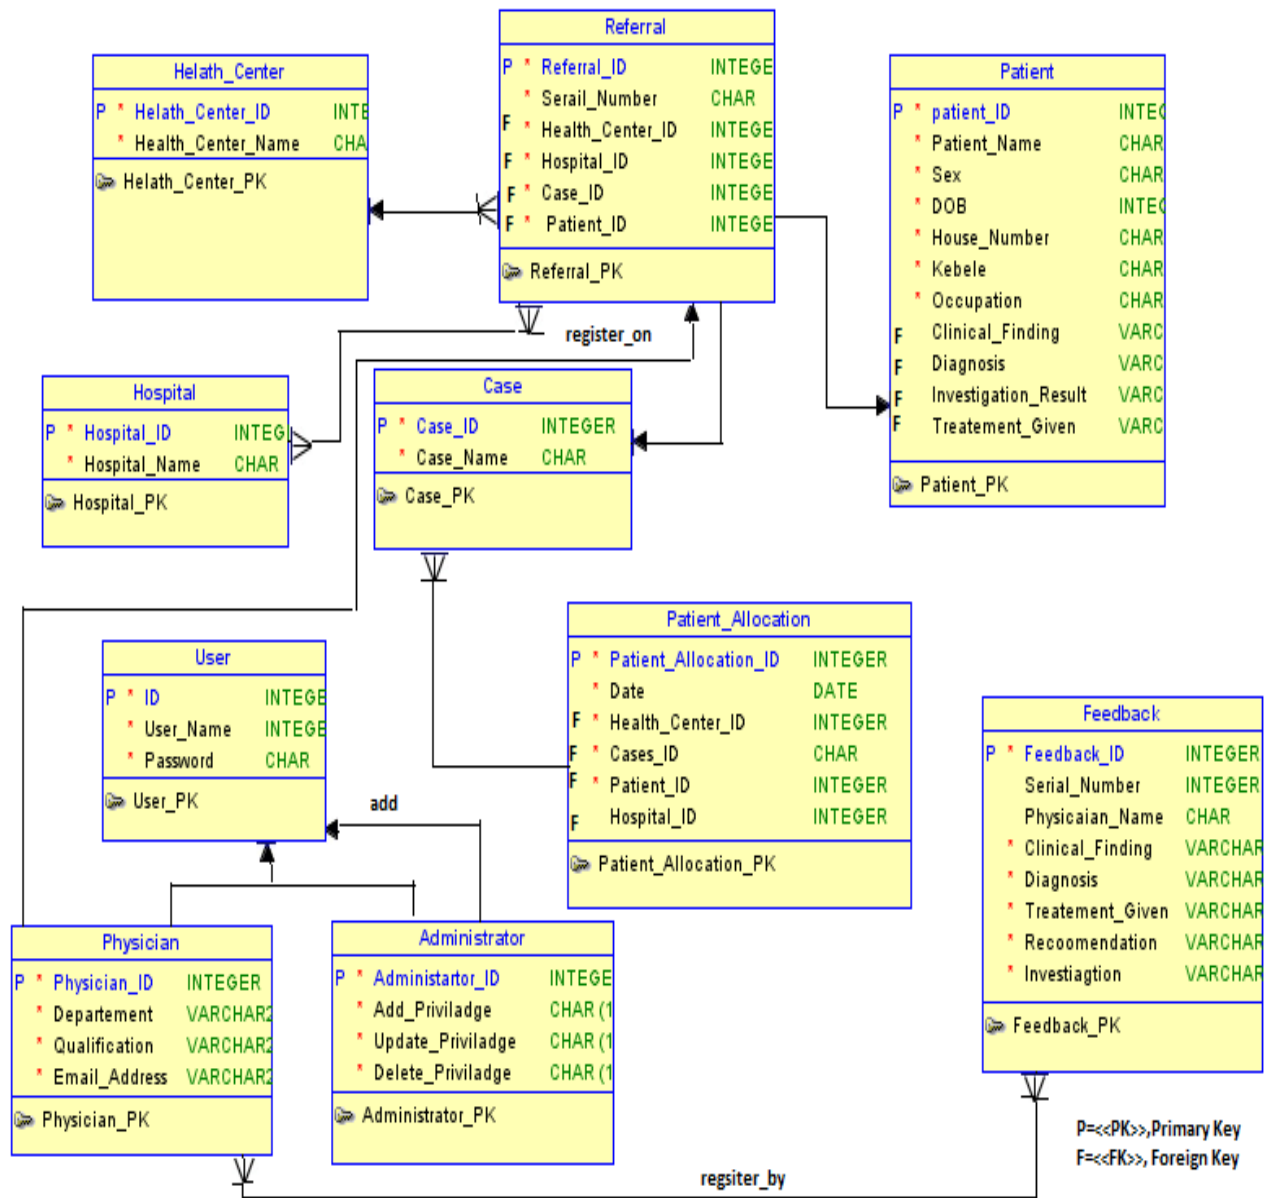 Referral
P * Referral_ID INTEGE
* Serail_Number CHAR
F * Health_Center_ID INTEGE
F * Hospital_ID INTEGE
F * Case_ID INTEGE
F * Patient_ID INTEGE
Referral_PK
Helath_Center
P * Helath_Center_ID INTE
* Health_Center_Name CHA
Helath_Center_PK
Patient
P * patient_ID INTEG
* Patient_Name CHAR
* Sex CHAR
* DOB INTEG
* House_Number CHAR
* Kebele CHAR
* Occupation CHAR
F Clinical_Finding VARC
F Diagnosis VARC
F Investigation_Result VARC
F Treatement_Given VARC
Patient_PK
register_on
Hospital
P * Hospital_ID INTEG
* Hospital_Name CHAR
Hospital_PK
Case
P * Case_ID INTEGER
* Case_Name CHAR
Case_PK
Patient_Allocation
P * Patient_Allocation_ID INTEGER
* Date DATE
F * Health_Center_ID INTEGER
F * Cases_ID CHAR
F * Patient_ID INTEGER
F Hospital_ID INTEGER
Patient_Allocation_PK
User
P * ID INTEGE
* User_Name INTEGE
* Password CHAR
User_PK
add
Feedback
P * Feedback_ID INTEGER
Serial_Number INTEGER
Physicaian_Name CHAR
* Clinical_Finding VARCHAR
* Diagnosis VARCHAR
* Treatement_Given VARCHAR
* Recoomendation VARCHAR
* Investiagtion VARCHAR
Feedback_PK
Physician
P * Physician_ID INTEGER
* Departement VARCHAR2
* Qualification VARCHAR2
* Email_Address VARCHAR2
Physician_PK
Administrator
P * Administartor_ID INTEGE
* Add_Priviladge CHAR (1
* Update_Priviladge CHAR (1
* Delete_Priviladge CHAR (1
Administrator_PK
regsiter_by
P=<<PK>>,Primary Key
F=<<FK>>, Foreign Key